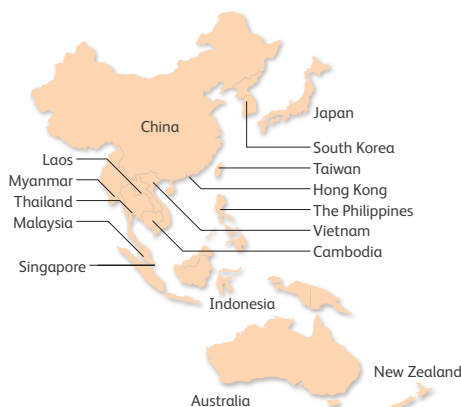 Japan
China
South Korea
Laos
Taiwan
Myanmar
Hong Kong
Thailand
The Philippines
Malaysia
Vietnam
Cambodia
Singapore
Indonesia
New Zealand
Australia